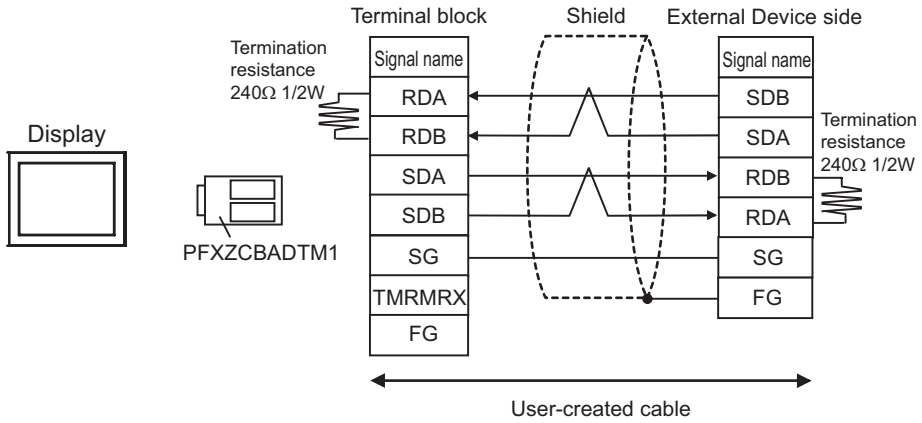 Terminal block
Shield
External Device side
Termination
resistance
240Ω 1/2W
Signal name
RDA
RDB
SDA
SDB
SG
TMRMRX
FG
Signal name
SDB
SDA
RDB
RDA
SG
FG
Termination
resistance
240Ω 1/2W
Display
PFXZCBADTM1
User-created cable